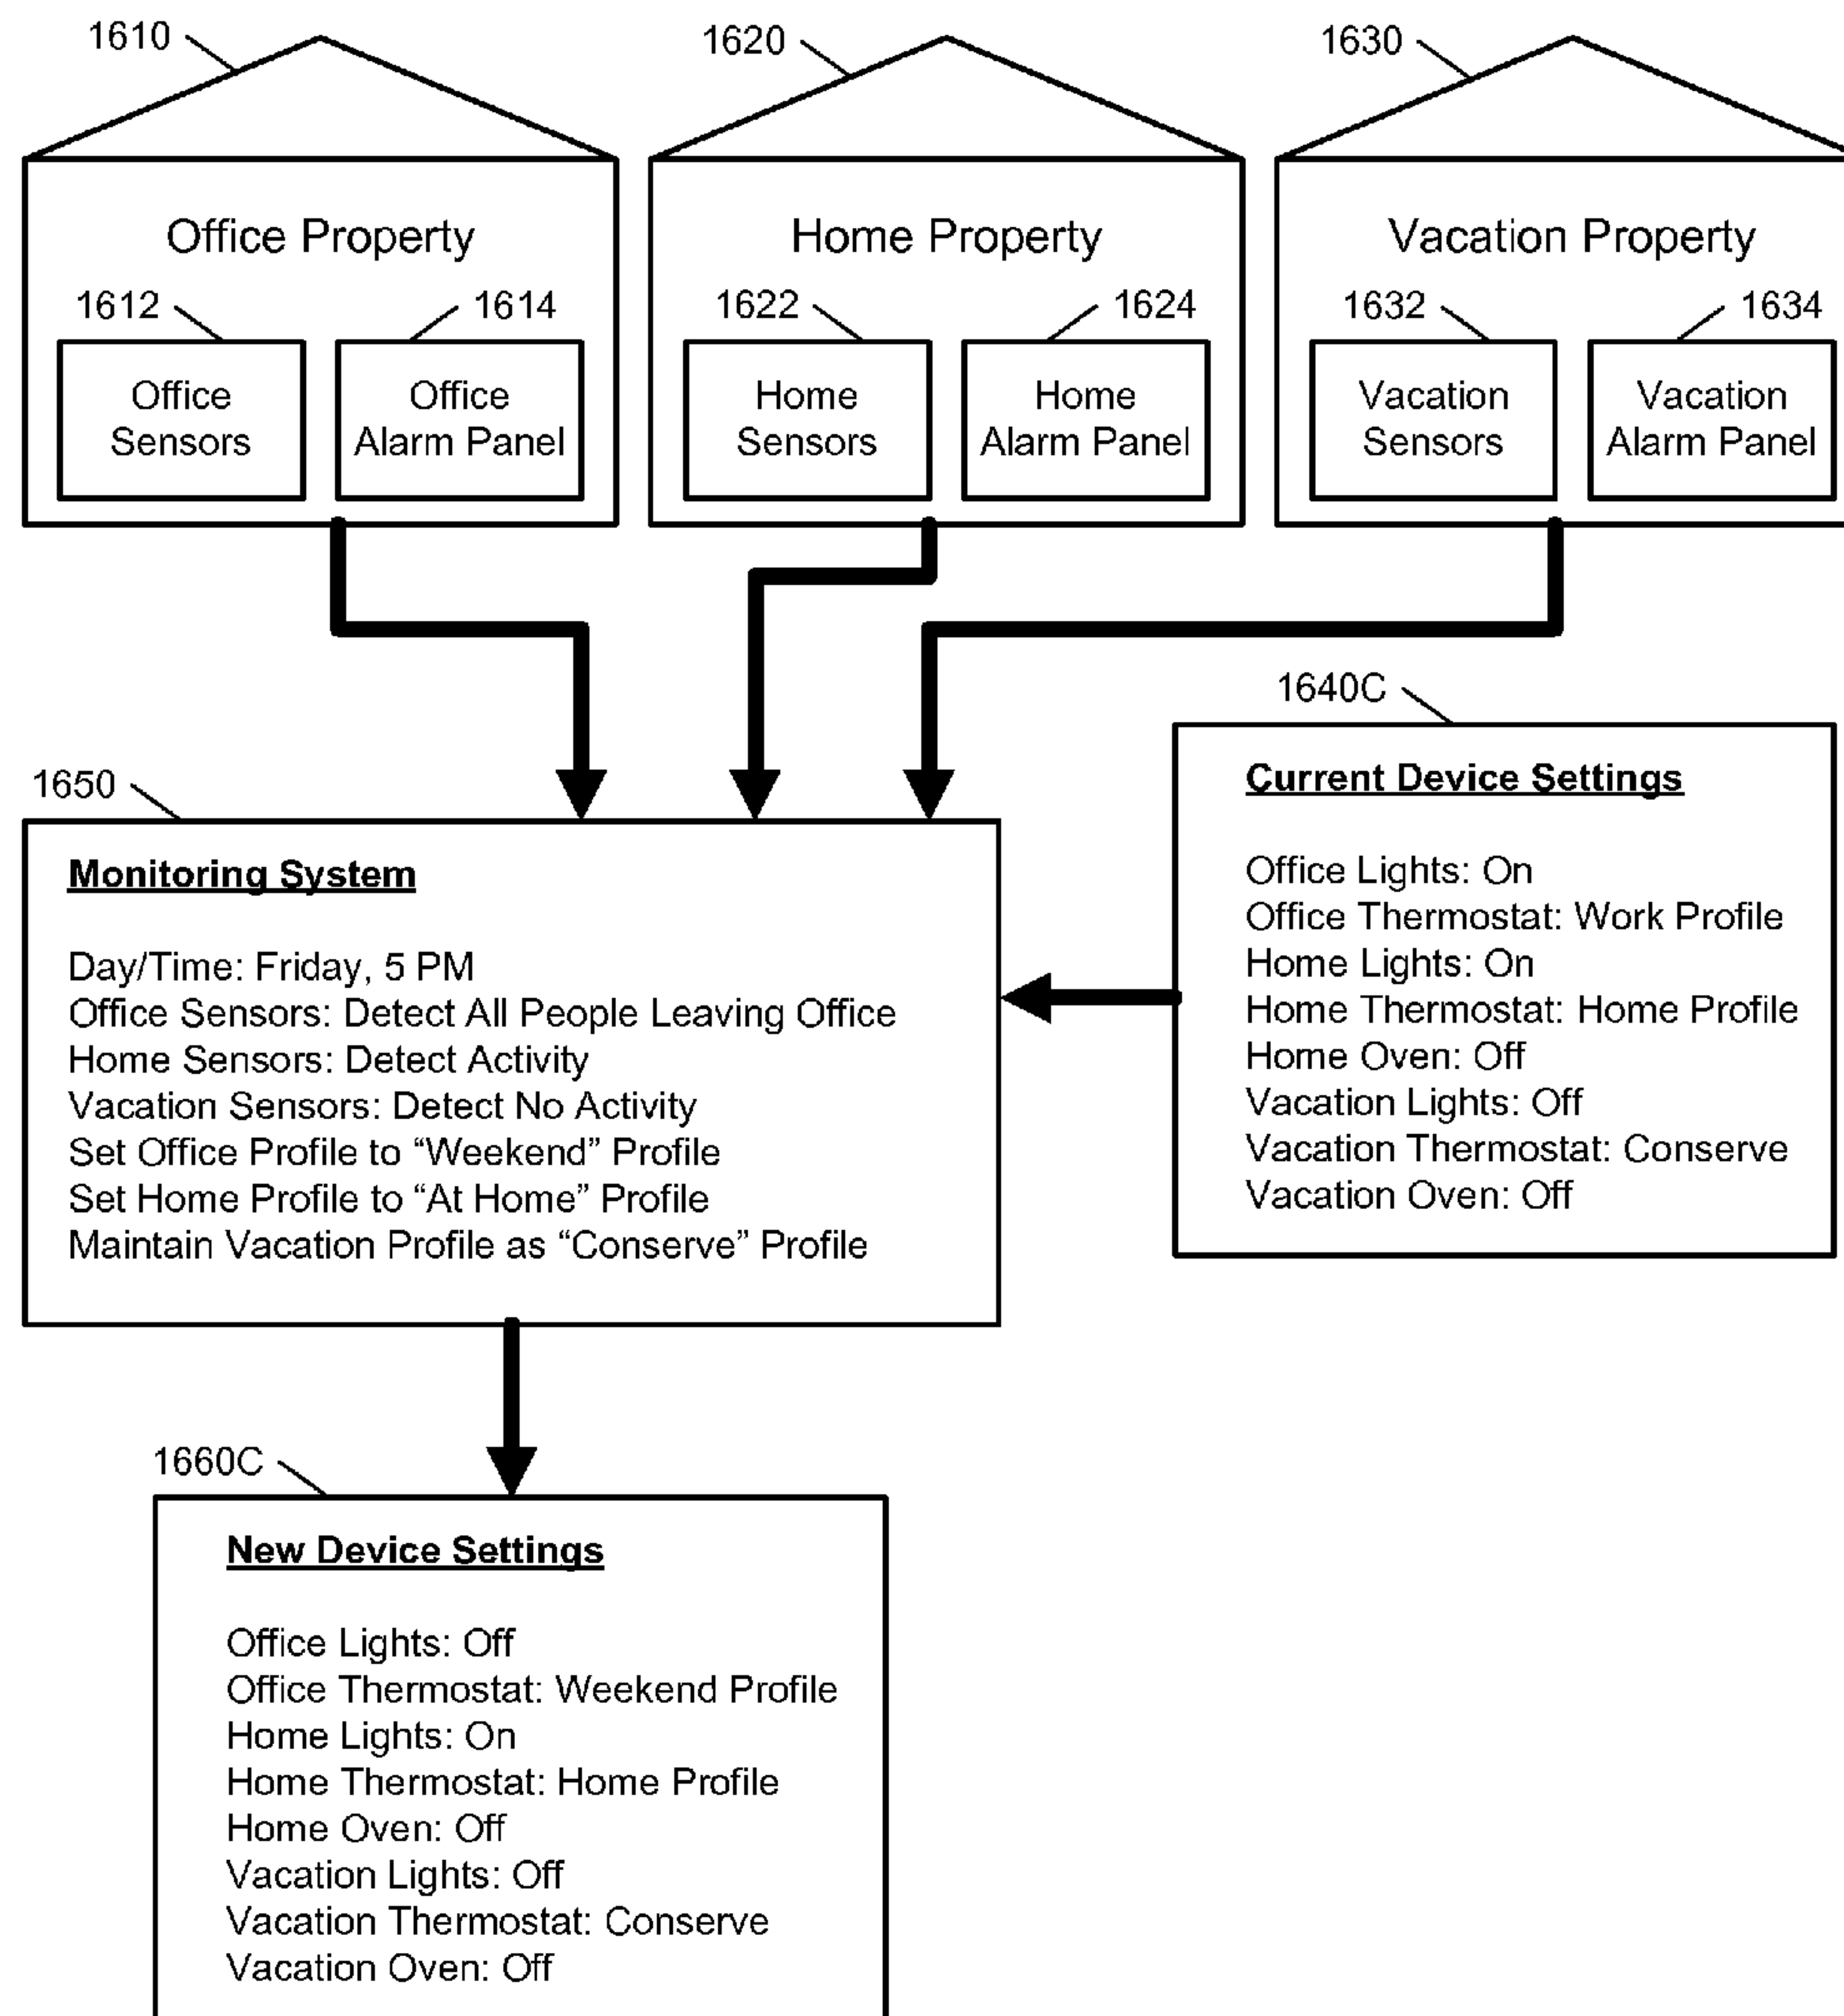 1610
1620
1630
Office Property
Home Property
Vacation Property
1612
1614
1622
1624
1632
1634
Office
Sensors
Office
Alarm Panel
Home
Sensors
Home
Alarm Panel
Vacation
Sensors
Vacation
Alarm Panel
1640C
Current Device Settings
Office Lights: On
Office Thermostat: Work Profile
Home Lights: On
Home Thermostat: Home Profile
Home Oven: Off
Vacation Lights: Off
Vacation Thermostat: Conserve
Vacation Oven: Off
1650
Monitoring System
Day/Time: Friday, 5 PM
Office Sensors: Detect All People Leaving Office
Home Sensors: Detect Activity
Vacation Sensors: Detect No Activity
Set Office Profile to “Weekend” Profile
Set Home Profile to “At Home” Profile
Maintain Vacation Profile as “Conserve” Profile
1660C
New Device Settings
Office Lights: Off
Office Thermostat: Weekend Profile
Home Lights: On
Home Thermostat: Home Profile
Home Oven: Off
Vacation Lights: Off
Vacation Thermostat: Conserve
Vacation Oven: Off